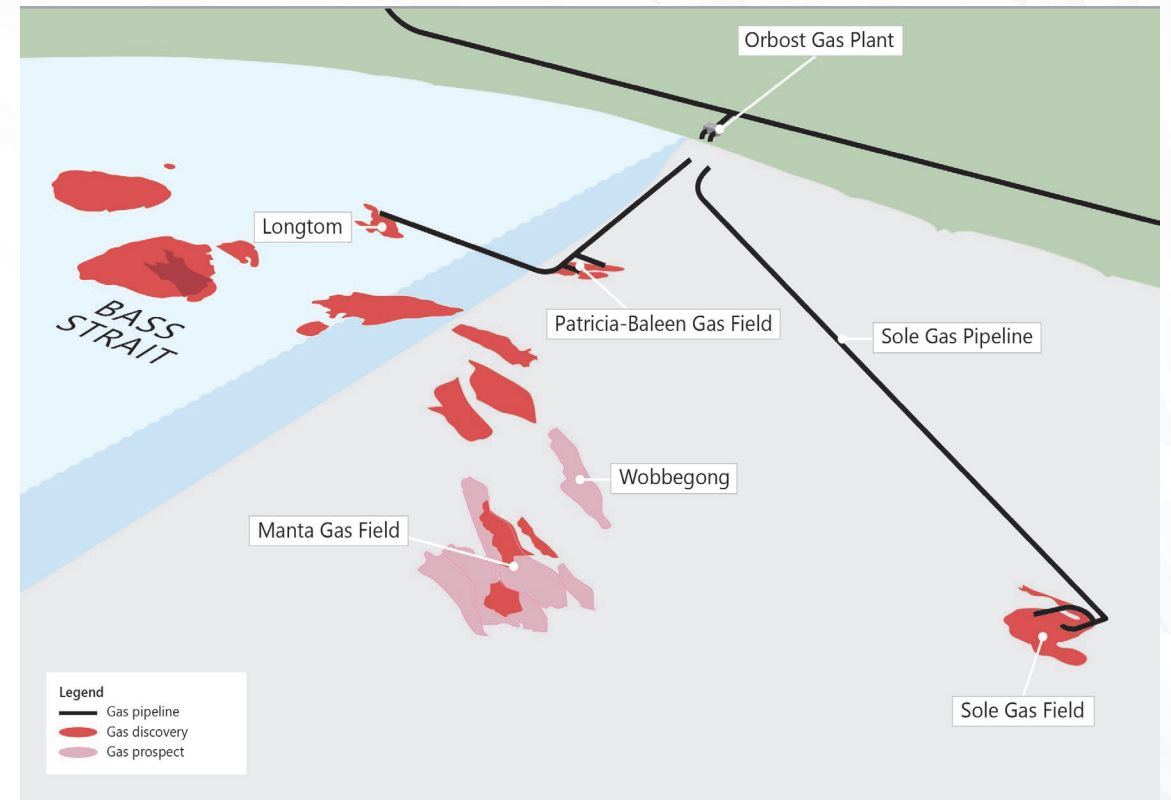 Orbost Gas Plant
Longtom
BASS
STRAIT
Patricia-Baleen Gas Field
Sole Gas Pipeline
Wobbegong
Manta Gas Field
Sole Gas Field
Legend
Gas pipeline
Gas discovery
Gas prospect